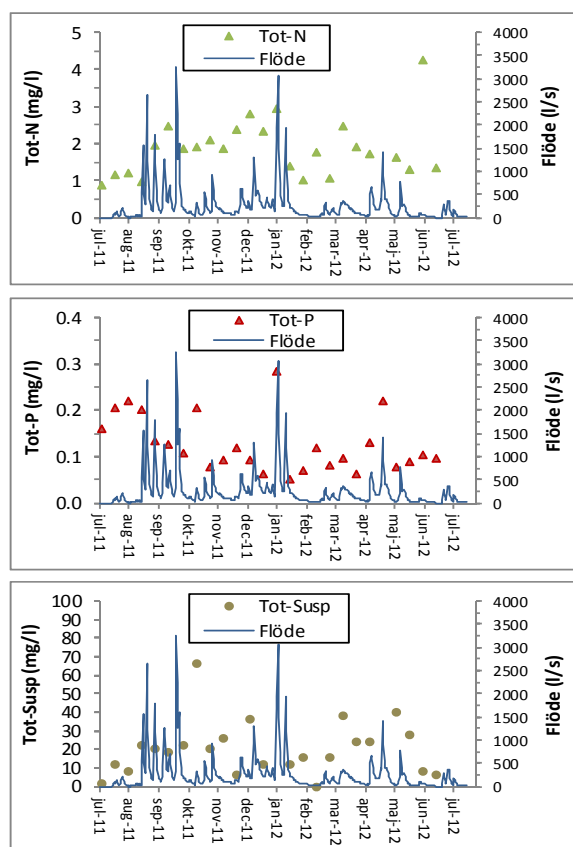 Tot-N
Flöde
Tot-N (mg/l)
5
4
3
2
1
0
4000
3500
3000
2500
2000
1500
1000
500
0
Flöde (l/s)
jul-11
aug-11
sep-11
okt-11
nov-11
dec-11
jan-12
feb-12
mar-12
apr-12
maj-12
jun-12
jul-12
Tot-P
Flöde
Tot-P (mg/l)
0.4
0.3
0.2
0.1
0.0
4000
3500
3000
2500
2000
1500
1000
500
0
Flöde (l/s)
jul-11
aug-11
sep-11
okt-11
nov-11
dec-11
jan-12
feb-12
mar-12
apr-12
maj-12
jun-12
jul-12
Tot-Susp
Flöde
Tot-Susp (mg/l)
100
90
80
70
60
50
40
30
20
10
0
4000
3500
3000
2500
2000
1500
1000
500
0
Flöde (l/s)
jul-11
aug-11
sep-11
okt-11
nov-11
dec-11
jan-12
feb-12
mar-12
apr-12
maj-12
jun-12
jul-12